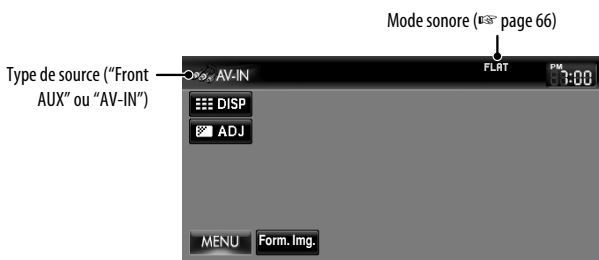 Mode sonore (☞ page 66)
Type de source (“Front
AUX” ou “AV-IN”)
AV-IN
FLAT
PM
7:00
DISP
ADJ
MENU
Form. Img.